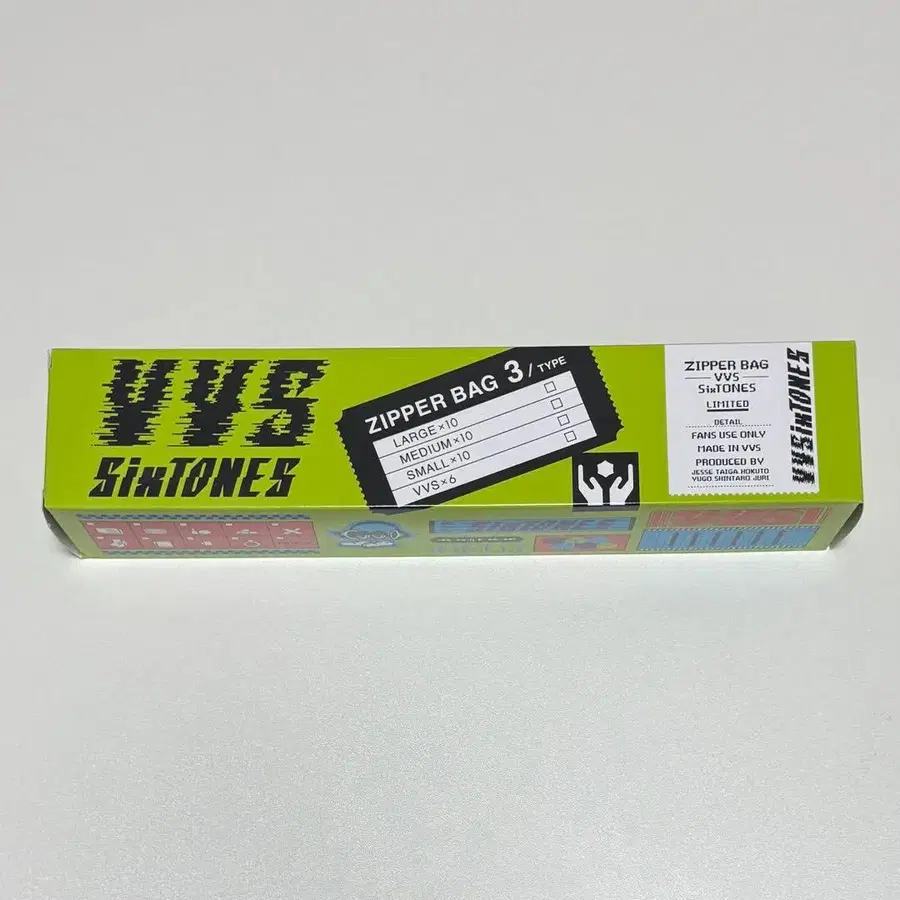 VVS
SixTONES
ZIPPER BAG 3/TYPE
LARGE×10
MEDIUM×10
SMALL×10
VVS×6
ZIPPER BAG
VVS
SixTONES
LIMITED
DETAIL
FANS USE ONLY
MADE IN VVS
PRODUCED BY
JESSE TAIGA HOKUTO
YUGO SHINTARO JURI
VVSixTONES
SixTONES